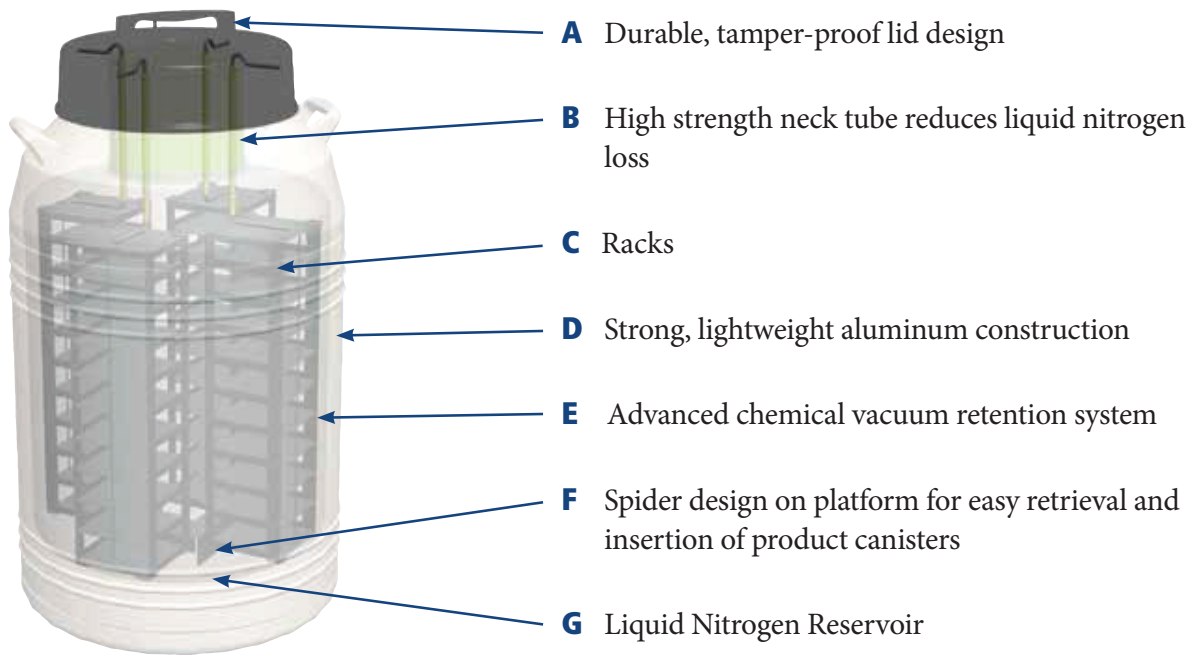 A Durable, tamper-proof lid design
B High strength neck tube reduces liquid nitrogen
loss
C Racks
D Strong, lightweight aluminum construction
E Advanced chemical vacuum retention system
F Spider design on platform for easy retrieval and
insertion of product canisters
G Liquid Nitrogen Reservoir